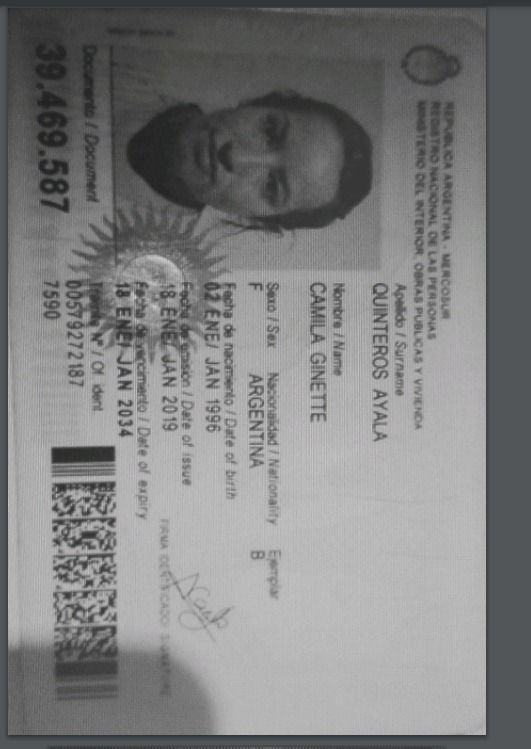 REPUBLICA ARGENTINA - MERCOSUR
REGISTRO NACIONAL DE LAS PERSONAS
MINISTERIO DEL INTERIOR, OBRAS PUBLICAS Y VIVIENDA
Apellido / Surname
QUINTEROS AYALA
Nombre / Name
CAMILA GINETTE
Sexo / Sex Nacionalidad / Nationality Ejemplar
F ARGENTINA B
Fecha de nacimiento / Date of birth
02 ENE/ JAN 1996
Fecha de emision / Date of issue
18 ENE/ JAN 2019
FIRMA IDENTIFICADO/ SIGNATURE
Fecha de vencimiento / Date of expiry
18 ENE/ JAN 2034
Documento / Document
39.469.587
Tramite N° / Of. ident
00579272187
7590